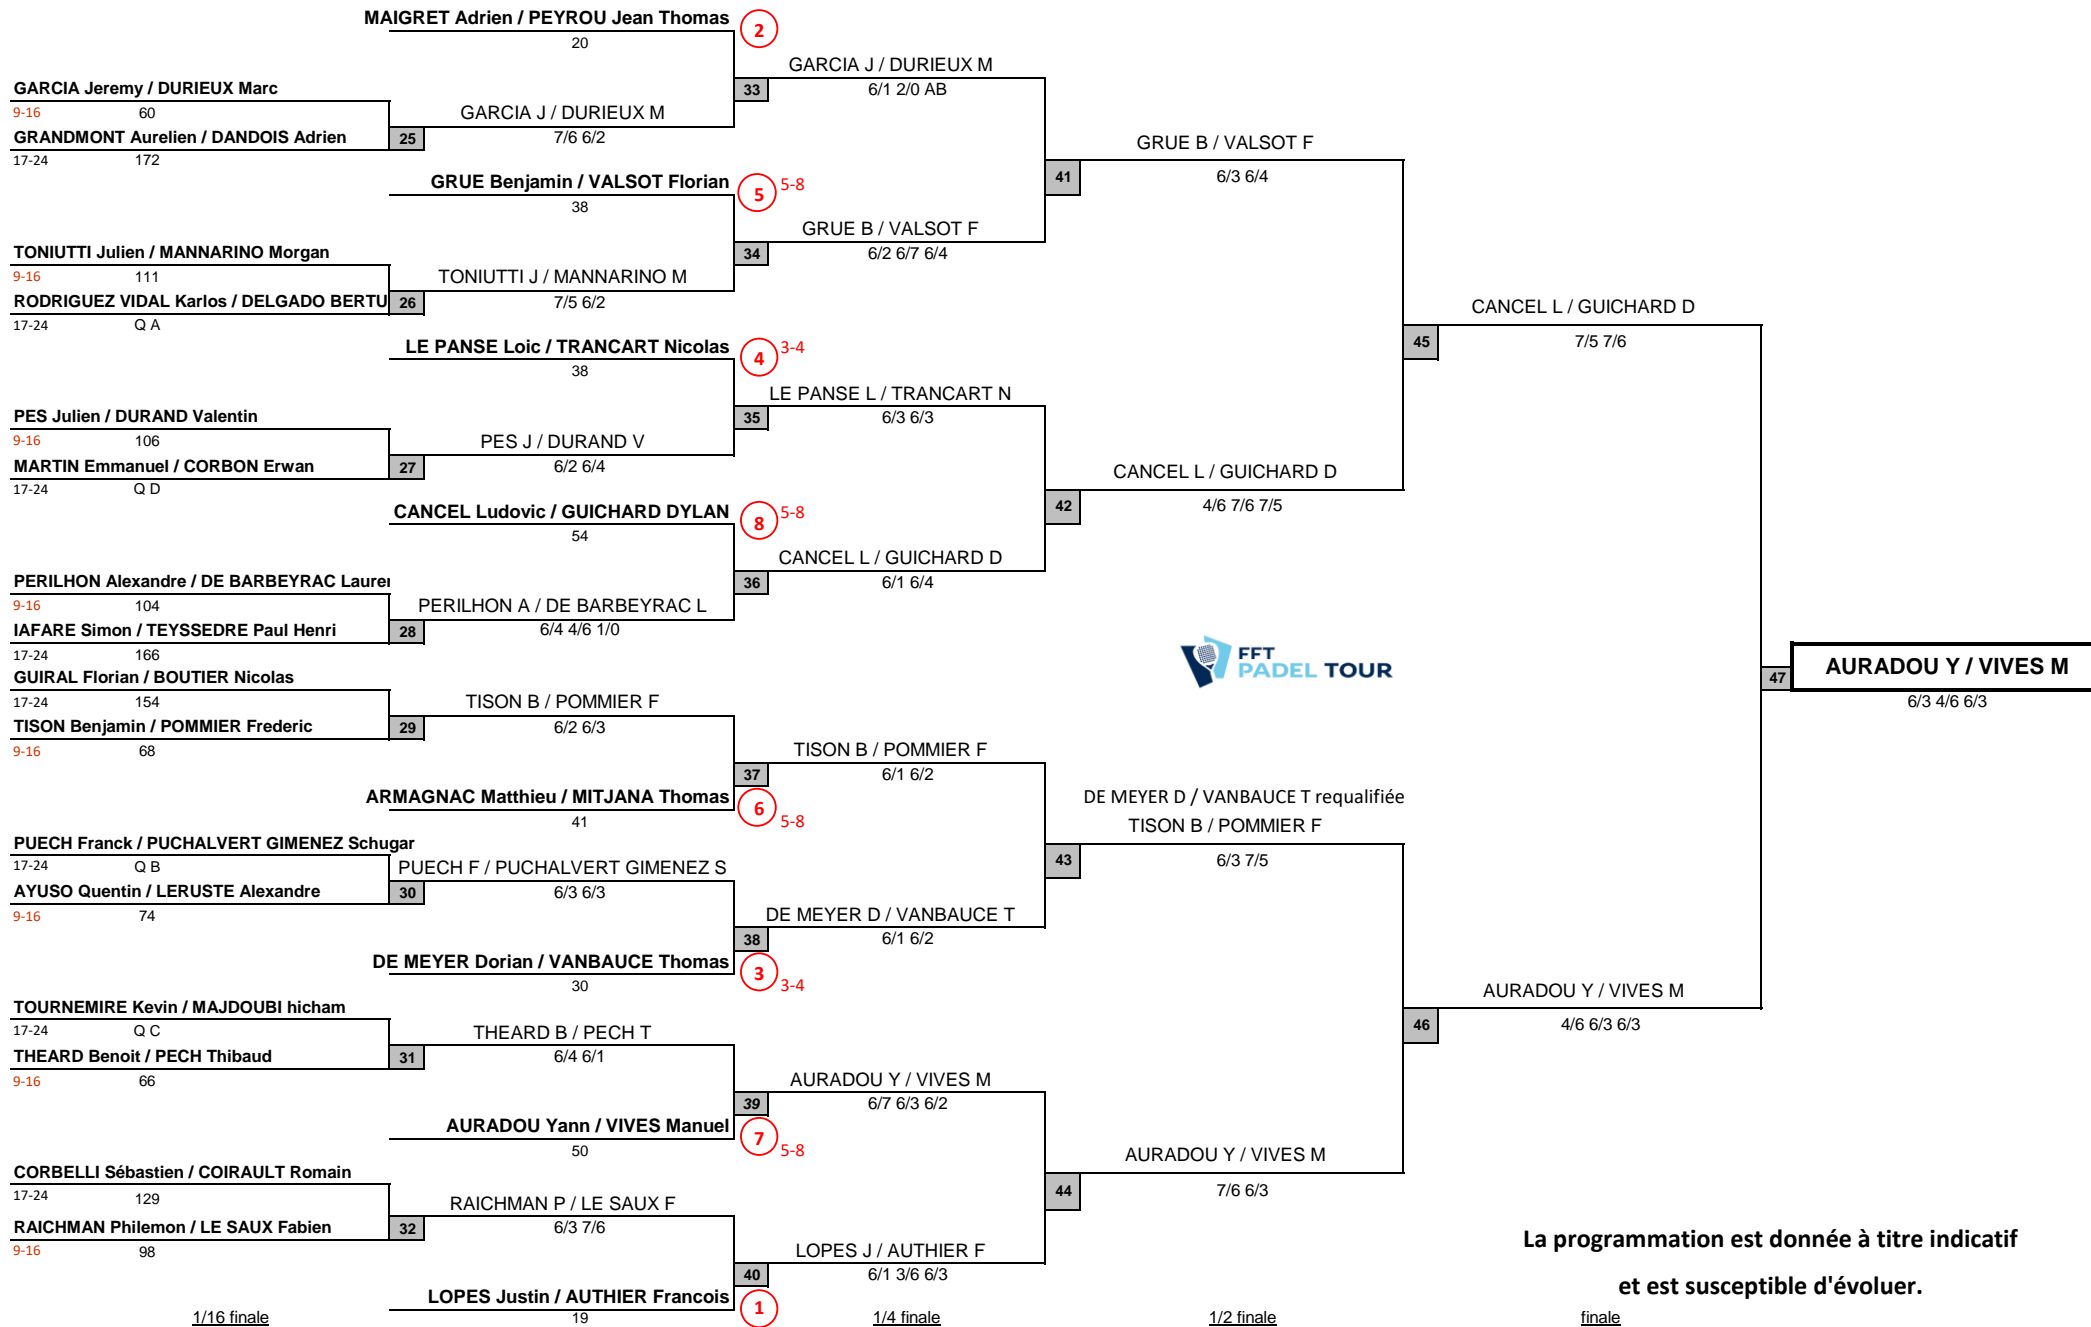 MAIGRET Adrien / PEYROU Jean Thomas
2
20
GARCIA J / DURIEUX M
GARCIA Jeremy / DURIEUX Marc
33
6/1 2/0 AB
9-16
60
GARCIA J / DURIEUX M
GRANDMONT Aurelien / DANDOIS Adrien
25
7/6 6/2
GRUE B / VALSOT F
17-24
172
GRUE Benjamin / VALSOT Florian
5
5-8
41
6/3 6/4
38
GRUE B / VALSOT F
TONIUTTI Julien / MANNARINO Morgan
34
6/2 6/7 6/4
9-16
111
TONIUTTI J / MANNARINO M
RODRIGUEZ VIDAL Karlos / DELGADO BERTU
26
7/5 6/2
CANCEL L / GUICHARD D
17-24
Q A
LE PANSE Loic / TRANCART Nicolas
4
3-4
45
7/5 7/6
38
LE PANSE L / TRANCART N
PES Julien / DURAND Valentin
35
6/3 6/3
9-16
106
PES J / DURAND V
MARTIN Emmanuel / CORBON Erwan
27
6/2 6/4
CANCEL L / GUICHARD D
17-24
Q D
CANCEL Ludovic / GUICHARD DYLAN
8
5-8
42
4/6 7/6 7/5
54
CANCEL L / GUICHARD D
PERILHON Alexandre / DE BARBEYRAC Laurer
36
6/1 6/4
9-16
104
PERILHON A / DE BARBEYRAC L
IAFARE Simon / TEYSSEDRE Paul Henri
28
6/4 4/6 1/0
17-24
166
FFT
PADEL TOUR
AURADOU Y / VIVES M
47
6/3 4/6 6/3
GUIRAL Florian / BOUTIER Nicolas
17-24
154
TISON B / POMMIER F
TISON Benjamin / POMMIER Frederic
29
6/2 6/3
9-16
68
TISON B / POMMIER F
37
6/1 6/2
ARMAGNAC Matthieu / MITJANA Thomas
6
5-8
41
DE MEYER D / VANBAUCE T requalifiée
TISON B / POMMIER F
PUECH Franck / PUCHALVERT GIMENEZ Schugar
17-24
Q B
PUECH F / PUCHALVERT GIMENEZ S
43
6/3 7/5
AYUSO Quentin / LERUSTE Alexandre
30
6/3 6/3
9-16
74
DE MEYER D / VANBAUCE T
38
6/1 6/2
DE MEYER Dorian / VANBAUCE Thomas
3
3-4
30
AURADOU Y / VIVES M
TOURNEMIRE Kevin / MAJDOUBI hicham
17-24
Q C
THEARD B / PECH T
46
4/6 6/3 6/3
THEARD Benoit / PECH Thibaud
31
6/4 6/1
9-16
66
AURADOU Y / VIVES M
39
6/7 6/3 6/2
AURADOU Yann / VIVES Manuel
7
5-8
50
AURADOU Y / VIVES M
CORBELLI Sébastien / COIRAULT Romain
17-24
129
RAICHMAN P / LE SAUX F
44
7/6 6/3
RAICHMAN Philemon / LE SAUX Fabien
32
6/3 7/6
9-16
98
LOPES J / AUTHIER F
40
6/1 3/6 6/3
LOPES Justin / AUTHIER Francois
1
19
La programmation est donnée à titre indicatif
et est susceptible d'évoluer.
1/16 finale
1/4 finale
1/2 finale
finale